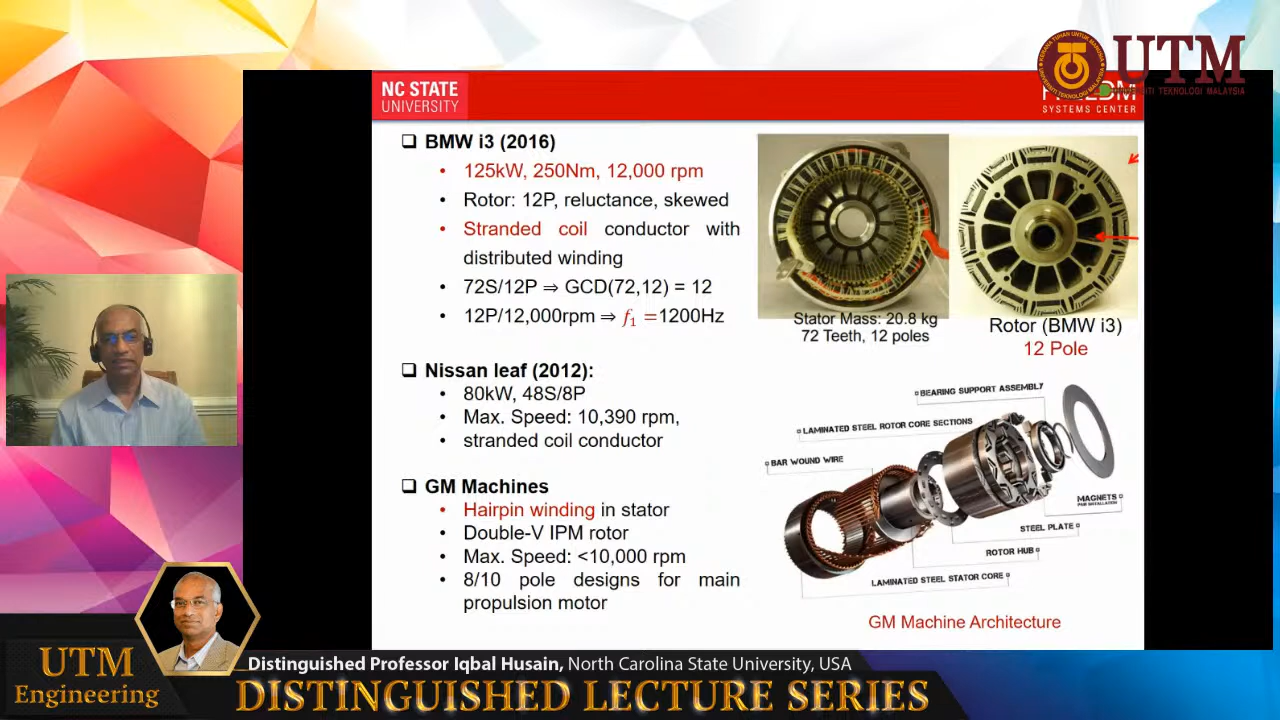 UTM
UNIVERSITI TEKNOLOGI MALAYSIA
NC STATE
UNIVERSITY
SYSTEMS CENTER
❑ BMW i3 (2016)
• 125kW, 250Nm, 12,000 rpm
• Rotor: 12P, reluctance, skewed
• Stranded coil conductor with
distributed winding
• 72S/12P ⇒ GCD(72,12) = 12
• 12P/12,000rpm ⇒ f₁ =1200Hz
Stator Mass: 20.8 kg
72 Teeth, 12 poles
Rotor (BMW i3)
12 Pole
❑ Nissan leaf (2012):
• 80kW, 48S/8P
• Max. Speed: 10,390 rpm,
• stranded coil conductor
❑ GM Machines
• Hairpin winding in stator
• Double-V IPM rotor
• Max. Speed: <10,000 rpm
• 8/10 pole designs for main
propulsion motor
BEARING SUPPORT ASSEMBLY
LAMINATED STEEL ROTOR CORE SECTIONS
BAR WOUND WIRE
MAGNETS
STEEL PLATE
ROTOR HUB
LAMINATED STEEL STATOR CORE
GM Machine Architecture
UTM
Engineering
Distinguished Professor Iqbal Husain, North Carolina State University, USA
DISTINGUISHED LECTURE SERIES